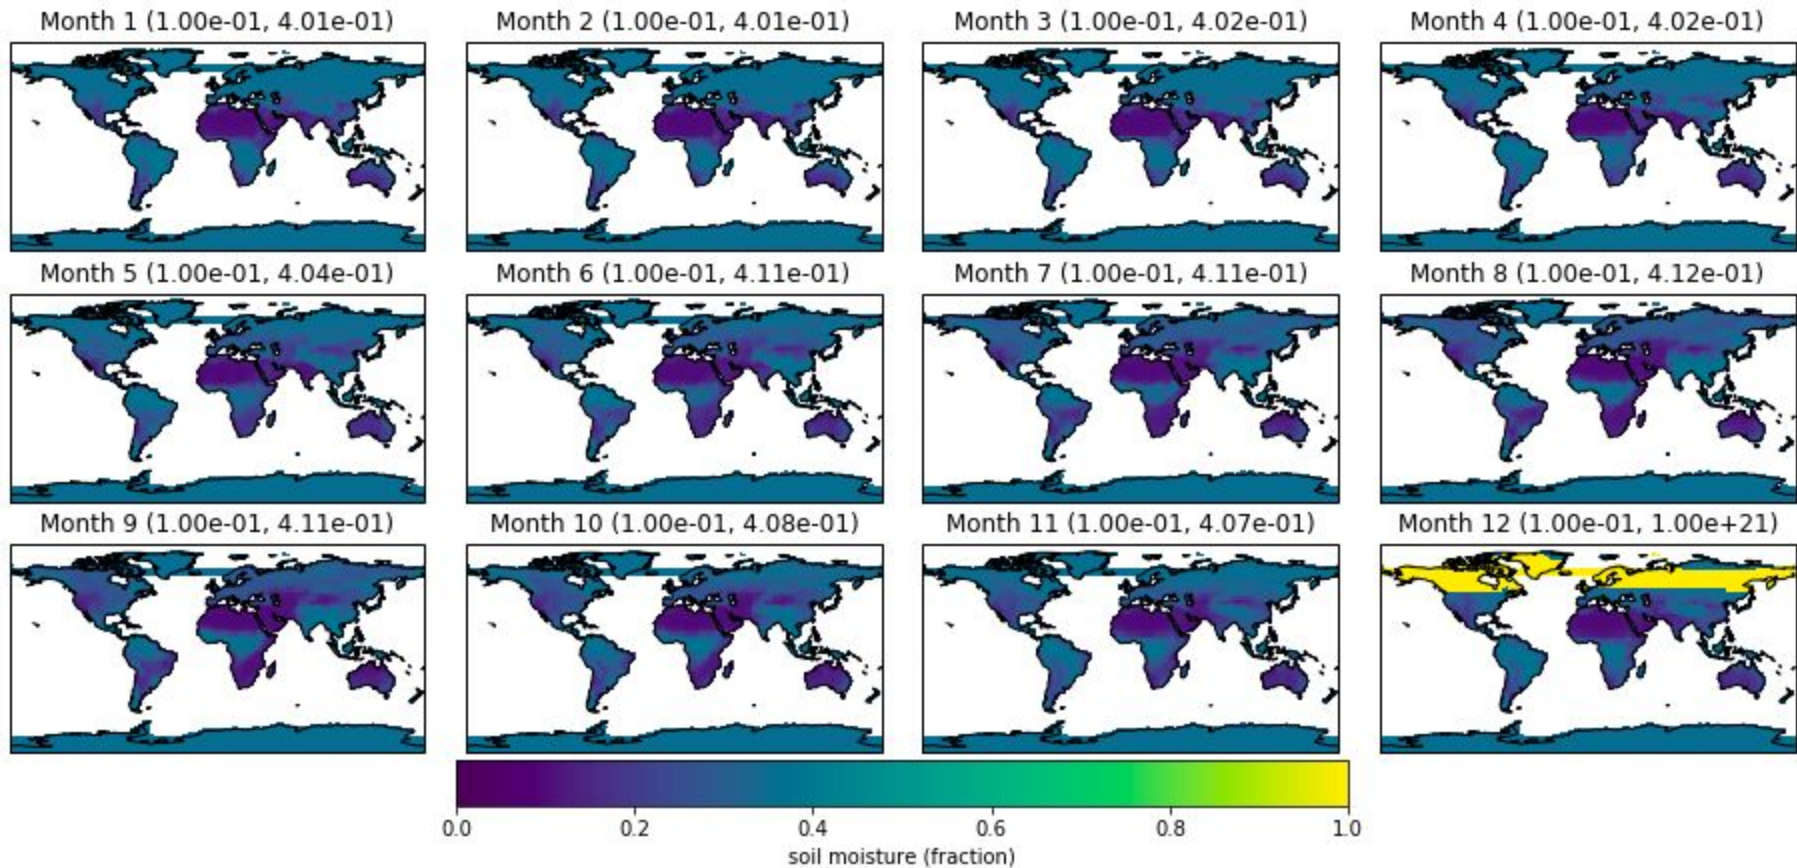 Month 1 (1.00e-01, 4.01e-01)
Month 2 (1.00e-01, 4.01e-01)
Month 3 (1.00e-01, 4.02e-01)
Month 4 (1.00e-01, 4.02e-01)
Month 5 (1.00e-01, 4.04e-01)
Month 6 (1.00e-01, 4.11e-01)
Month 7 (1.00e-01, 4.11e-01)
Month 8 (1.00e-01, 4.12e-01)
Month 9 (1.00e-01, 4.11e-01)
Month 10 (1.00e-01, 4.08e-01)
Month 11 (1.00e-01, 4.07e-01)
Month 12 (1.00e-01, 1.00e+21)
0.0 0.2 0.4 0.6 0.8 1.0
soil moisture (fraction)